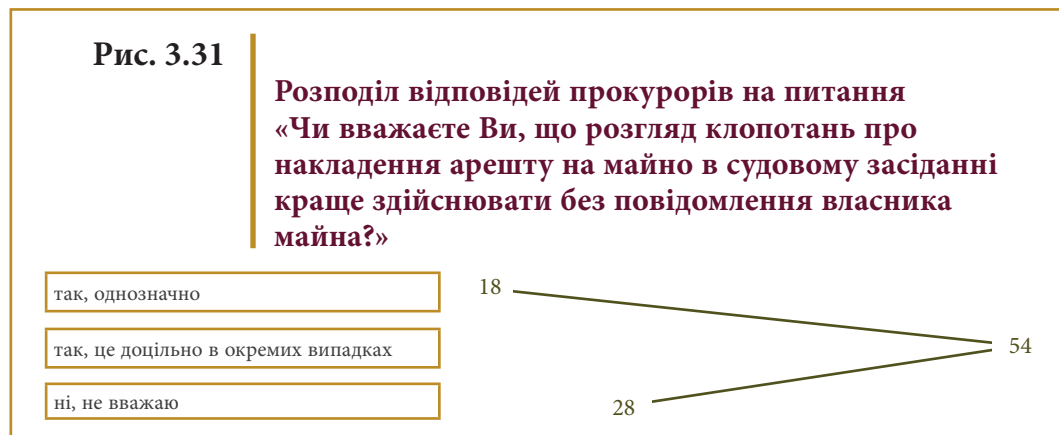 Рис. 3.31
Розподіл відповідей прокурорів на питання
«Чи вважаєте Ви, що розгляд клопотань про
накладення арешту на майно в судовому засіданні
краще здійснювати без повідомлення власника
майна?»
так, однозначно
18
так, це доцільно в окремих випадках
54
ні, не вважаю
28